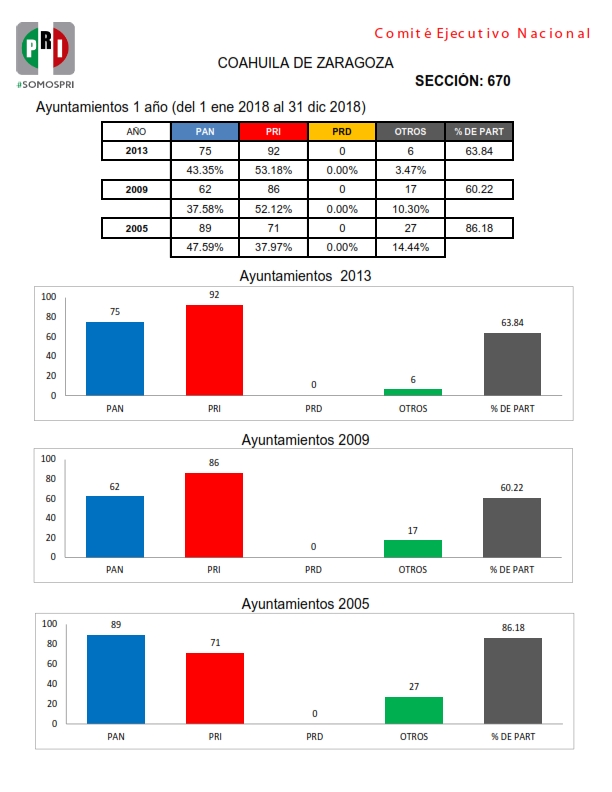 Comité Ejecutivo Nacional
PRI
#SOMOSPRI
COAHUILA DE ZARAGOZA
SECCIÓN: 670
Ayuntamientos 1 año (del 1 ene 2018 al 31 dic 2018)
AÑO PAN PRI PRD OTROS % DE PART
2013 75 92 0 6 63.84
43.35% 53.18% 0.00% 3.47%
2009 62 86 0 17 60.22
37.58% 52.12% 0.00% 10.30%
2005 89 71 0 27 86.18
47.59% 37.97% 0.00% 14.44%
Ayuntamientos 2013
100
80
60
40
20
0
75 92 0 6 63.84
PAN PRI PRD OTROS % DE PART
Ayuntamientos 2009
100
80
60
40
20
0
62 86 0 17 60.22
PAN PRI PRD OTROS % DE PART
Ayuntamientos 2005
100
80
60
40
20
0
89 71 0 27 86.18
PAN PRI PRD OTROS % DE PART